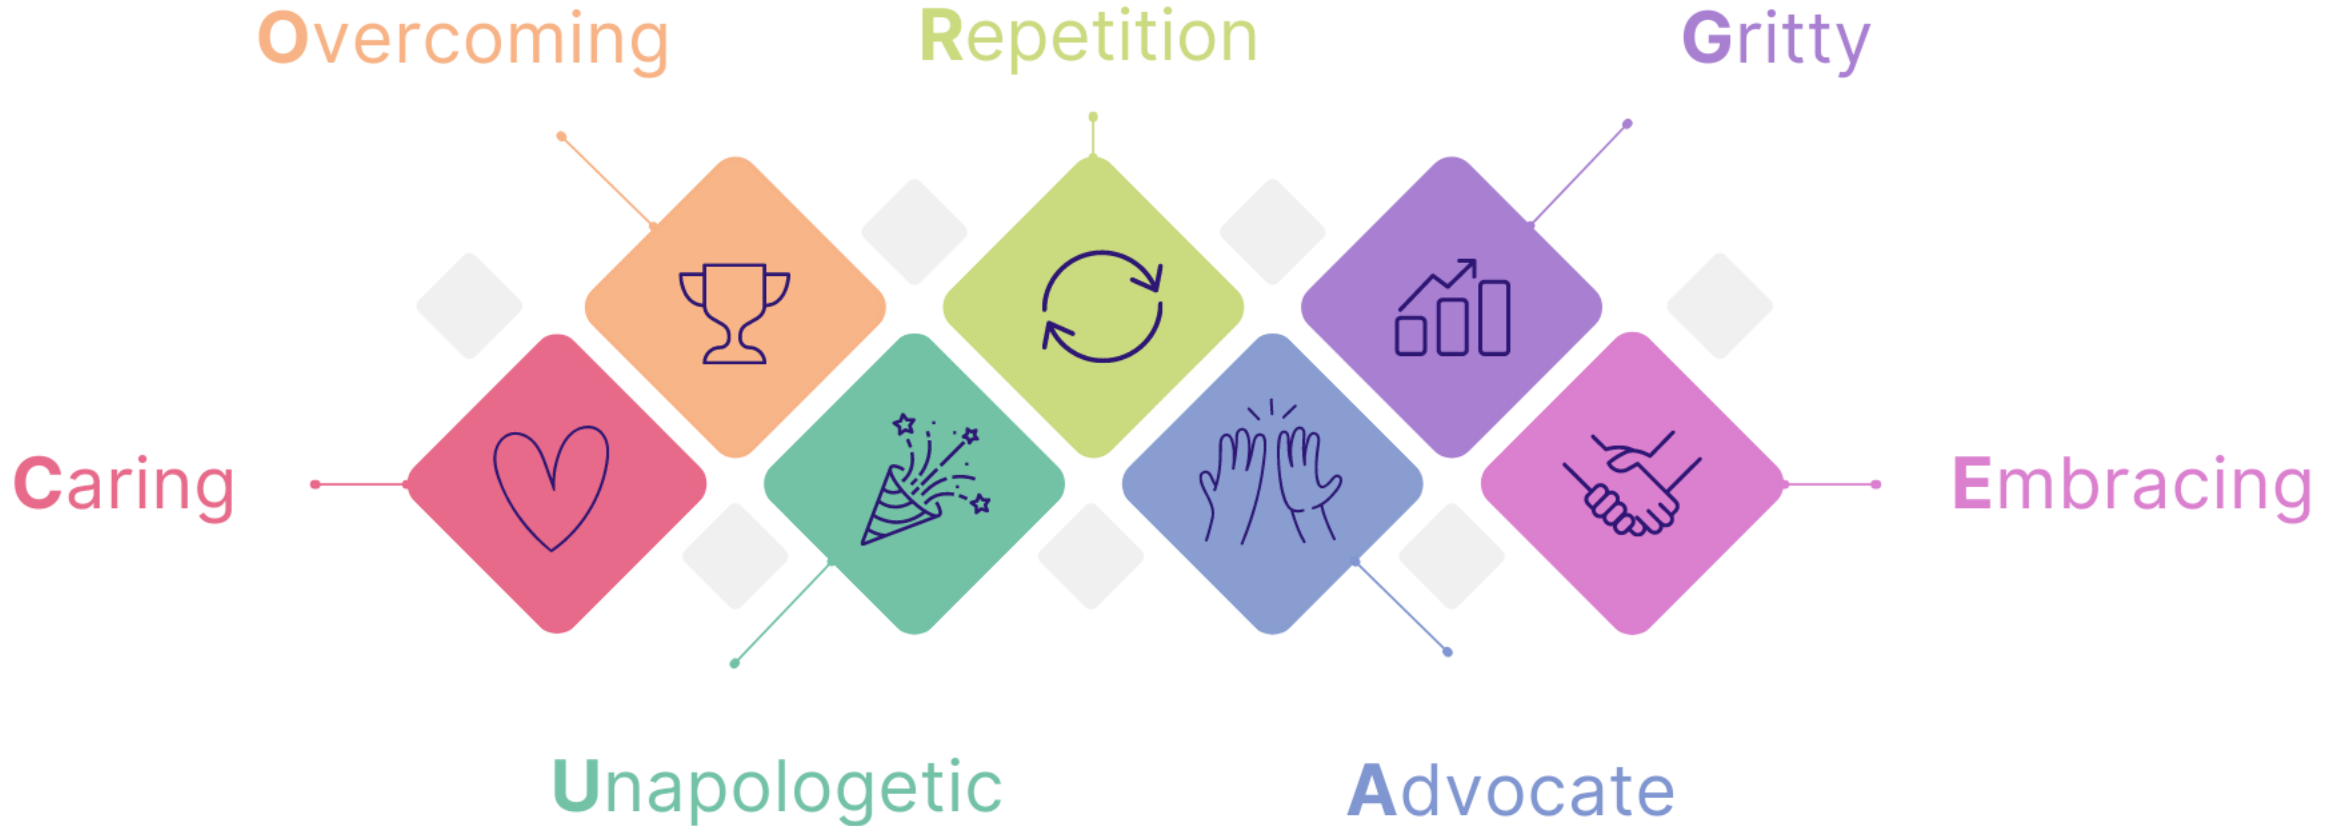 Caring
Overcoming
Unapologetic
Repetition
Advocate
Gritty
Embracing